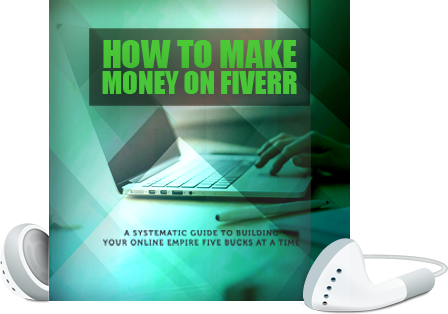 HOW TO MAKE
MONEY ON FIVERR
A SYSTEMATIC GUIDE TO BUILDING
YOUR ONLINE EMPIRE FIVE BUCKS AT A TIME